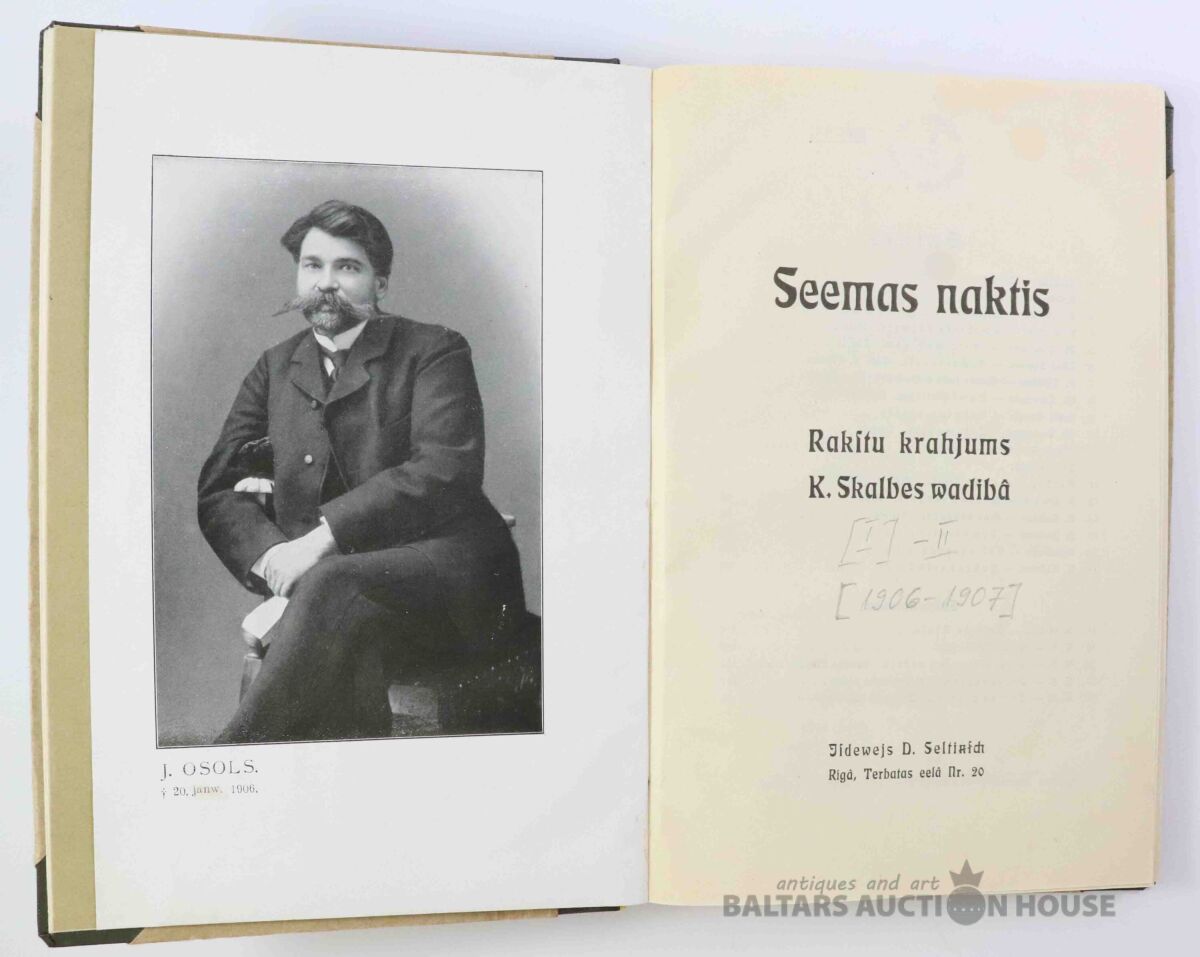 J. OSOLS.
† 20. janw. 1906.
Seemas naktis
Rakſtu krahjums
K. Skalbes wadibâ
[I] - II
[1906-1907]
Iſdewejs D. Seltiņſch
Rigâ, Terbatas eelâ Nr. 20
antiques and art
BALTARS AUCTION HOUSE